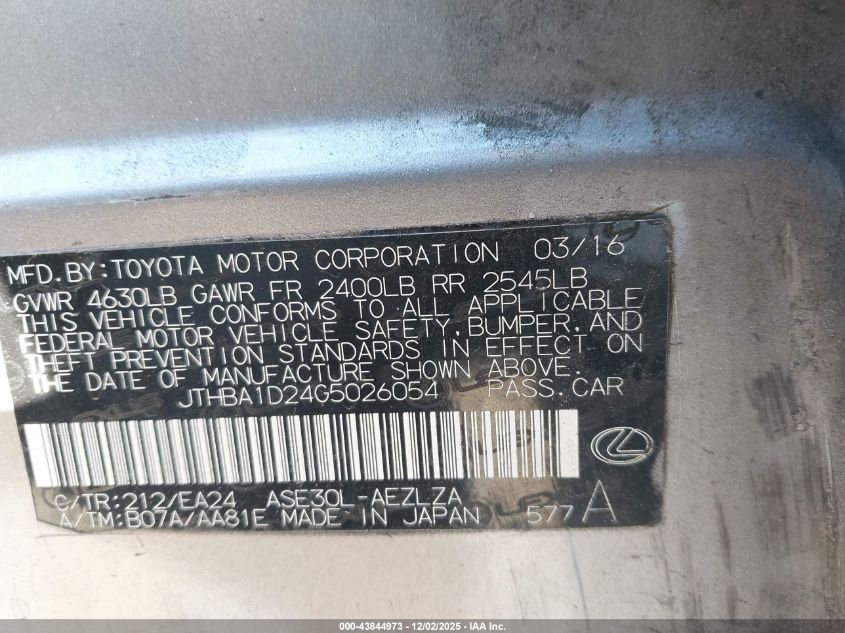 MFD.BY:TOYOTA MOTOR CORPORATION 03/16
GVWR 4630LB GAWR FR 2400LB RR 2545LB
THIS VEHICLE CONFORMS TO ALL APPLICABLE
FEDERAL MOTOR VEHICLE SAFETY,BUMPER,AND
THEFT PREVENTION STANDARDS IN EFFECT ON
THE DATE OF MANUFACTURE SHOWN ABOVE.
JTHBA1D24G5026054 PASS.CAR
C/TR:212/EA24 ASE30L-AEZLZA
A/TM:B07A/AA81E MADE IN JAPAN 577A
000-43844973 - 12/02/2025 - IAA Inc.